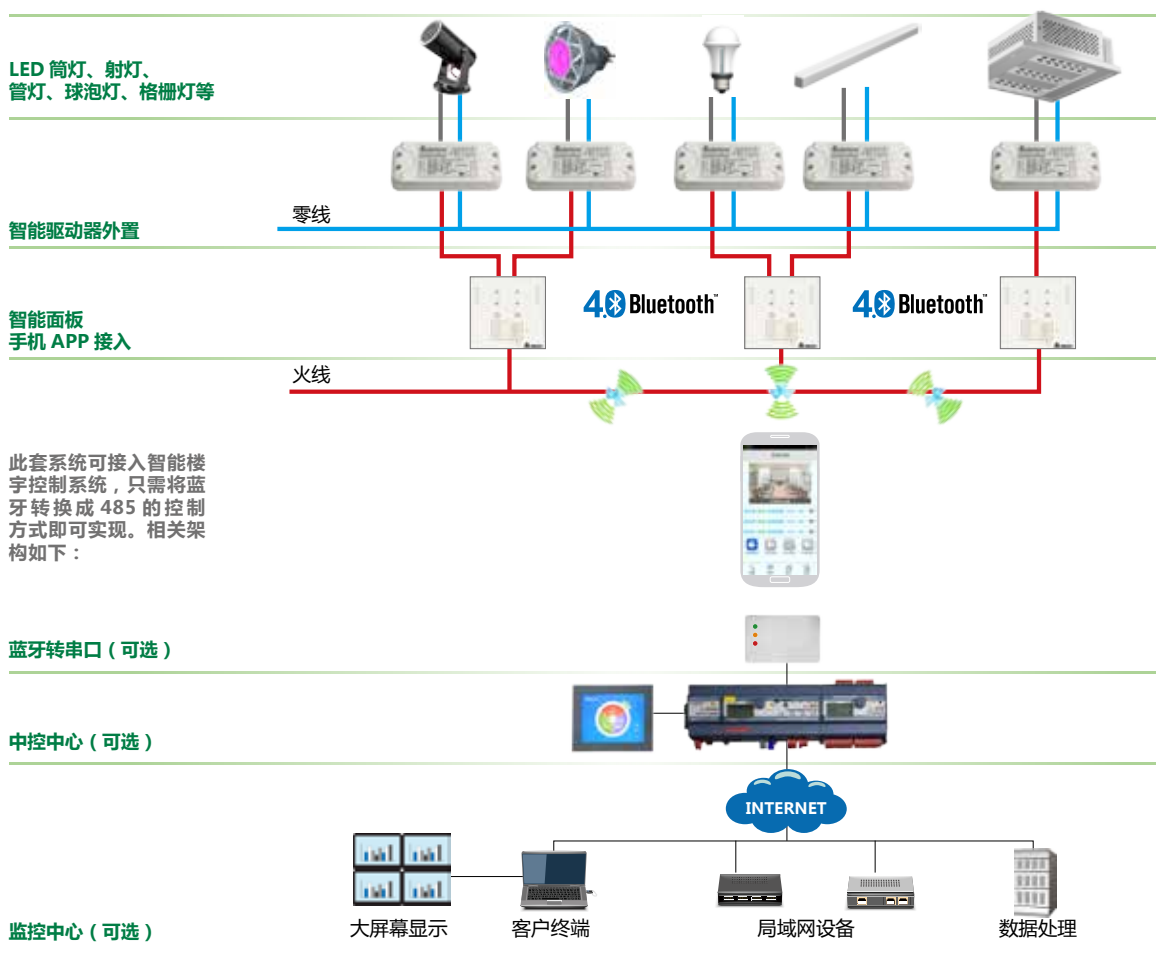 LED 筒灯、射灯、
管灯、球泡灯、格栅灯等
零线
智能驱动器外置
4.0 Bluetooth™
4.0 Bluetooth™
智能面板
手机 APP 接入
火线
此套系统可接入智能楼
宇控制系统，只需将蓝
牙转换成 485 的控制
方式即可实现。相关架
构如下：
蓝牙转串口（可选）
中控中心（可选）
INTERNET
大屏幕显示
客户终端
局域网设备
数据处理
监控中心（可选）